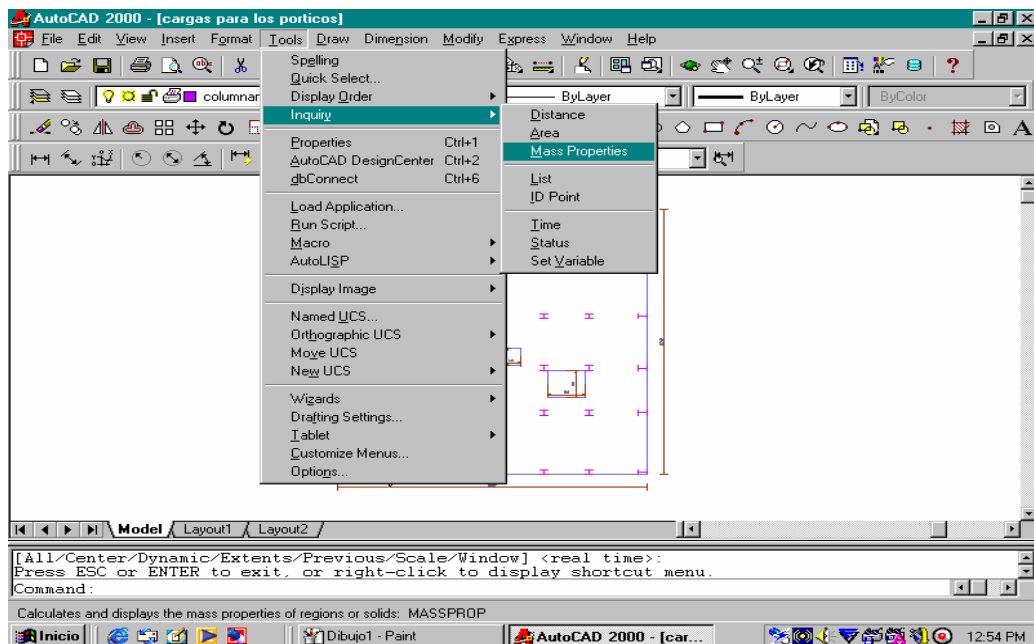 AutoCAD 2000 - [cargas para los porticos]
File Edit View Insert Format Tools Draw Dimension Modify Express Window Help
Spelling
Quick Select...
Display Order
Inquiry
Properties Ctrl+1
AutoCAD DesignCenter Ctrl+2
dbConnect Ctrl+6
Load Application...
Run Script...
Macro
AutoLISP
Display Image
Named UCS...
Orthographic UCS
Move UCS
New UCS
Wizards
Drafting Settings...
Tablet
Customize Menus...
Options...
?
columnar
ByLayer
ByLayer
ByColor
A
Distance
Area
Mass Properties
List
ID Point
Time
Status
Set Variable
Model Layout1 Layout2
[All/Center/Dynamic/Extents/Previous/Scale/Window] <real time>:
Press ESC or ENTER to exit, or right-click to display shortcut menu.
Command:
Calculates and displays the mass properties of regions or solids: MASSPROP
Inicio
Dibujo1 - Paint
AutoCAD 2000 - [car...
12:54 PM